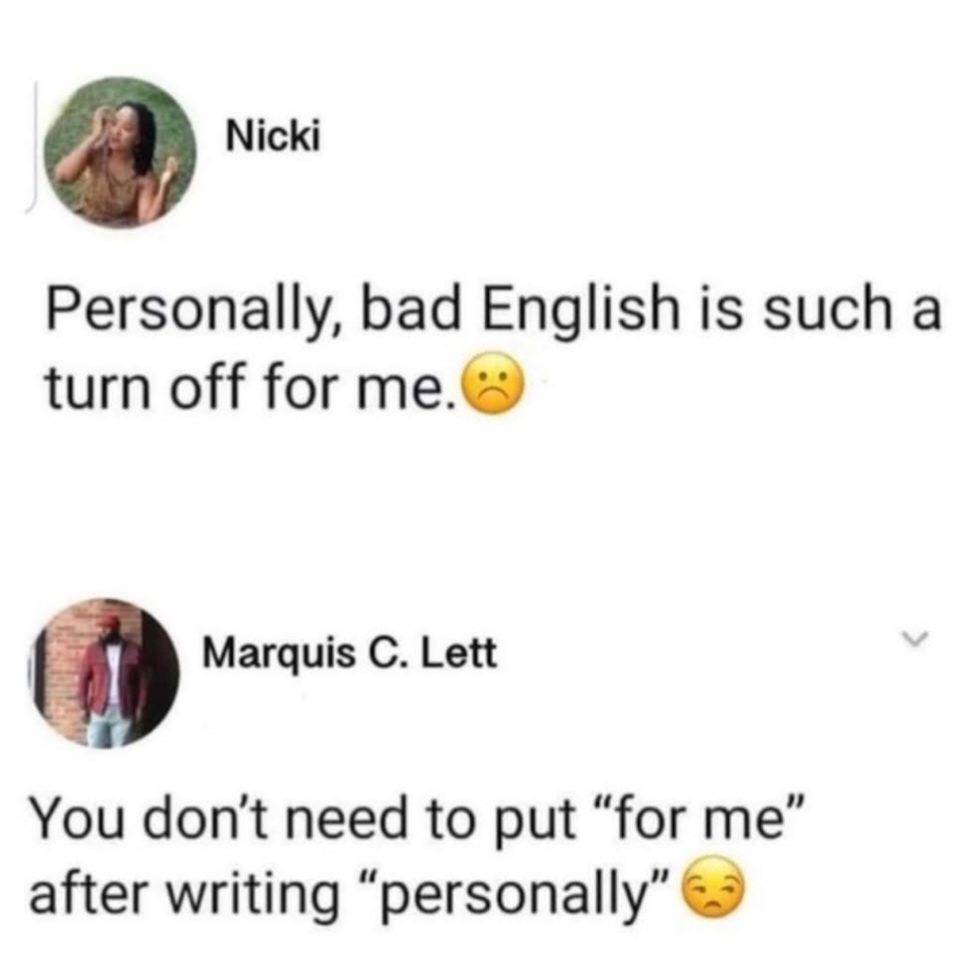 Nicki
Personally, bad English is such a
turn off for me.☹️
Marquis C. Lett
You don’t need to put “for me”
after writing “personally”😒